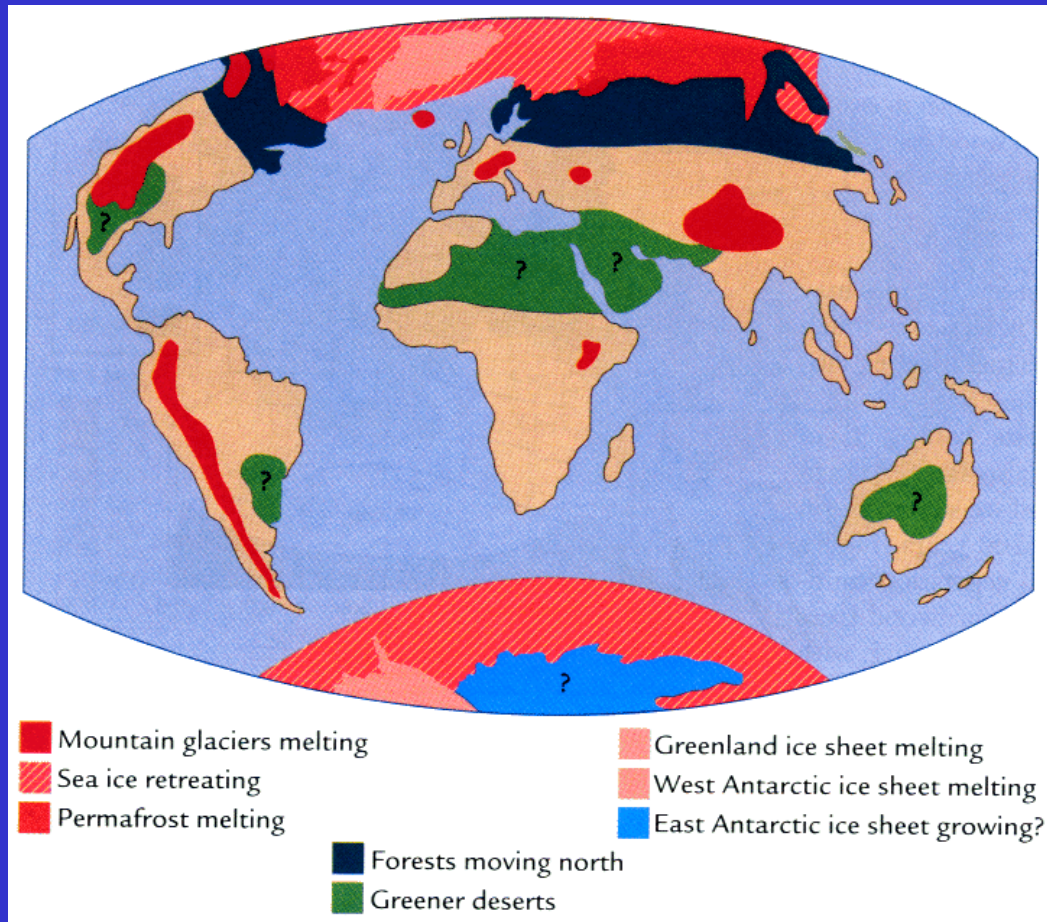 ?
?
?
?
?
?
Mountain glaciers melting
Sea ice retreating
Permafrost melting
Greenland ice sheet melting
West Antarctic ice sheet melting
East Antarctic ice sheet growing?
Forests moving north
Greener deserts